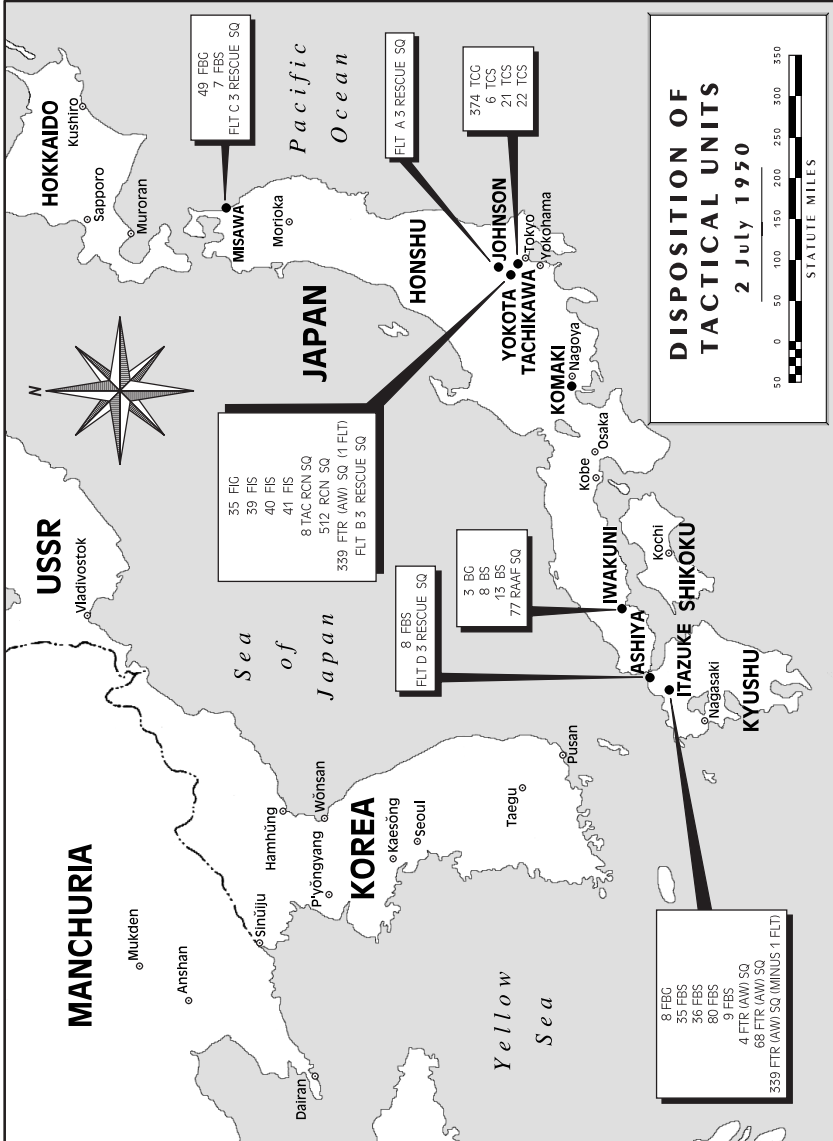 DISPOSITION OF
TACTICAL UNITS
2 July 1950
50 0 50 100 150 200 250 300 350
STATUTE MILES
N
MANCHURIA
Mukden
Anshan
Dairan
Sinŭiju
USSR
Vladivostok
HOKKAIDO
Kushiro
Sapporo
Muroran
49 FBG
7 FBS
FLT C 3 RESCUE SQ
MISAWA
Morioka
Pacific
Ocean
JAPAN
HONSHU
35 FIG
39 FIS
40 FIS
41 FIS
8 TAC RCN SQ
512 RCN SQ
339 FTR (AW) SQ (1 FLT)
FLT B 3 RESCUE SQ
FLT A 3 RESCUE SQ
374 TCG
6 TCS
21 TCS
22 TCS
JOHNSON
YOKOTA
TACHIKAWA
Tokyo
Yokohama
KOMAKI
Nagoya
Osaka
Kobe
Sea
of
Japan
Hamhŭng
Wŏnsan
P'yŏngyang
KOREA
Kaesŏng
Seoul
Taegu
Pusan
8 FBS
FLT D 3 RESCUE SQ
3 BG
8 BS
13 BS
77 RAAF SQ
IWAKUNI
ASHIYA
ITAZUKE
SHIKOKU
Kochi
Nagasaki
KYUSHU
Yellow
Sea
8 FBG
35 FBS
36 FBS
80 FBS
9 FBS
4 FTR (AW) SQ
68 FTR (AW) SQ
339 FTR (AW) SQ (MINUS 1 FLT)